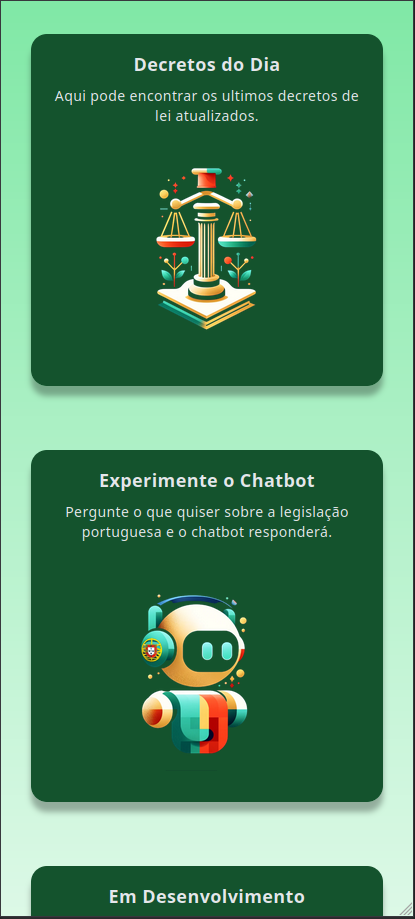 Decretos do Dia
Aqui pode encontrar os ultimos decretos de
lei atualizados.
Experimente o Chatbot
Pergunte o que quiser sobre a legislação
portuguesa e o chatbot responderá.
Em Desenvolvimento